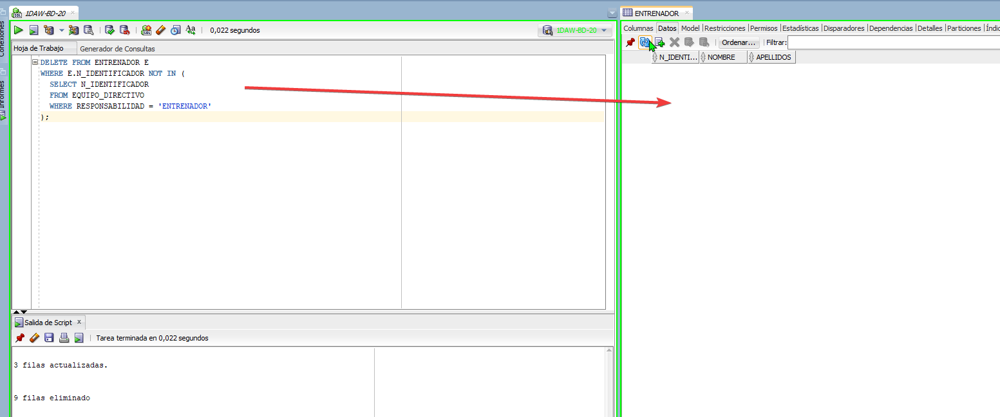 1DAW-BD-20
0,022 segundos
1DAW-BD-20
Hoja de Trabajo
Generador de Consultas
DELETE FROM ENTRENADOR E
WHERE E.N_IDENTIFICADOR NOT IN (
SELECT N_IDENTIFICADOR
FROM EQUIPO_DIRECTIVO
WHERE RESPONSABILIDAD = 'ENTRENADOR'
);
Salida de Script
Tarea terminada en 0,022 segundos
3 filas actualizadas.
9 filas eliminado
Conexiones
Informes
ENTRENADOR
Columnas Datos Model Restricciones Permisos Estadísticas Disparadores Dependencias Detalles Particiones Índic
Ordenar... Filtrar:
N_IDENTI... NOMBRE APELLIDOS